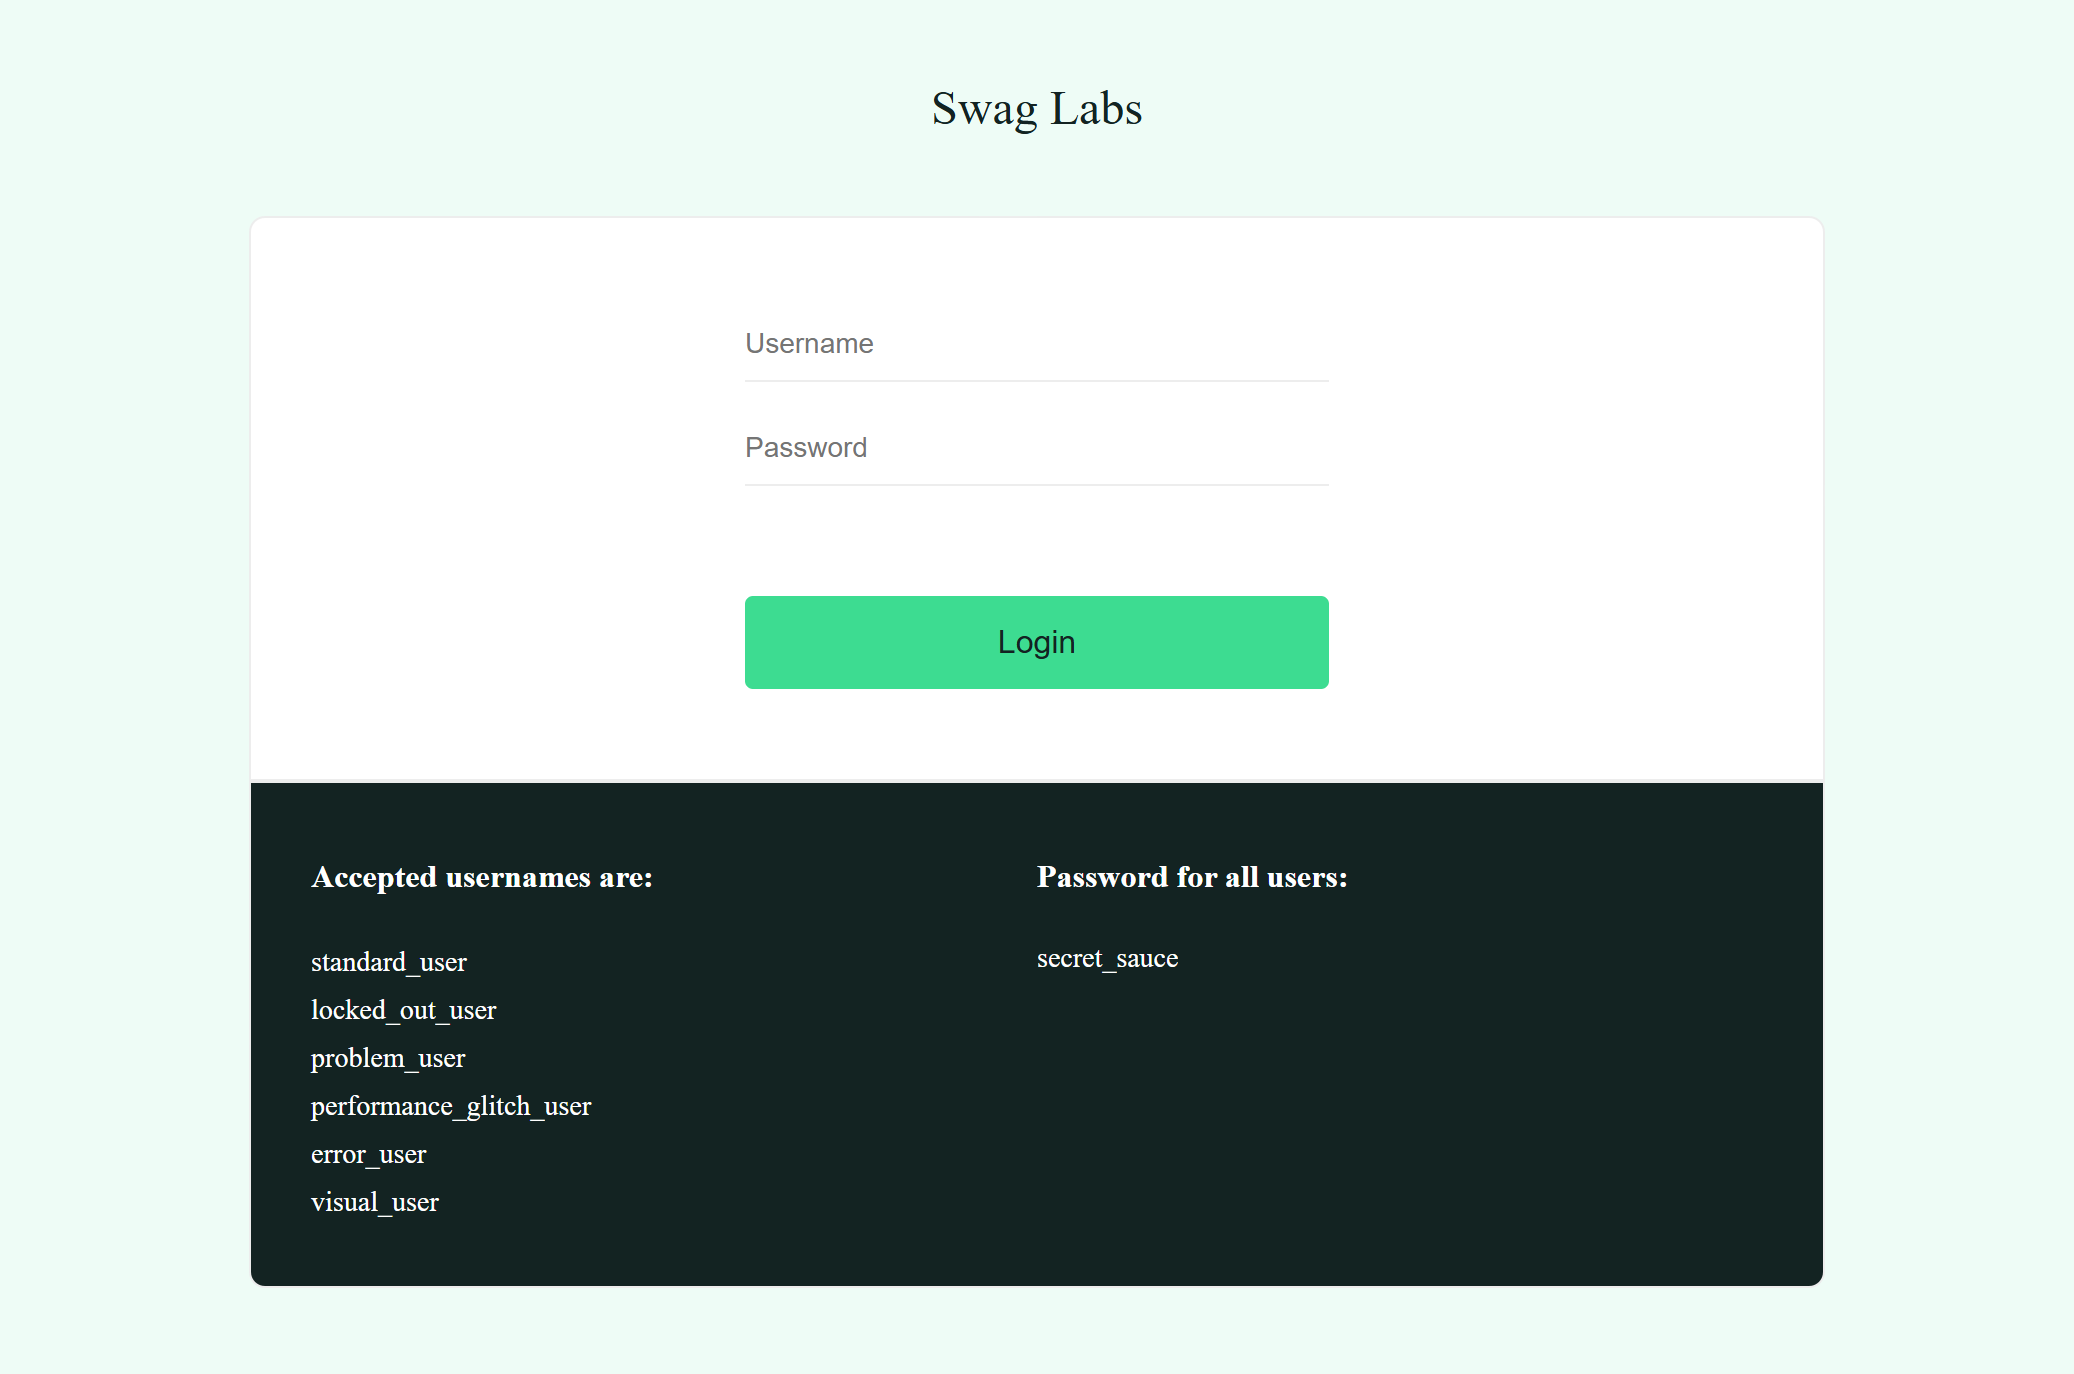 Swag Labs
Username
Password
Login
Accepted usernames are:
standard_user
locked_out_user
problem_user
performance_glitch_user
error_user
visual_user
Password for all users:
secret_sauce